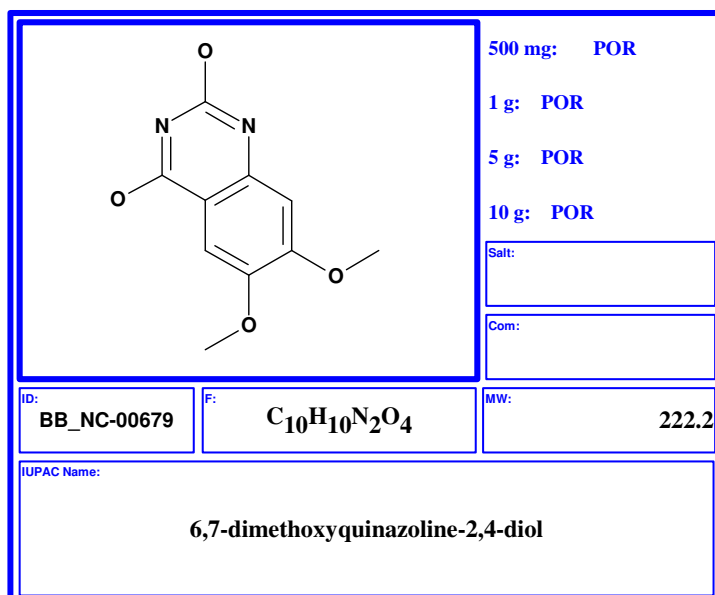 O
N
N
O
O
O
500 mg: POR
1 g: POR
5 g: POR
10 g: POR
Salt:
Com:
ID:
BB_NC-00679
F:
C10H10N2O4
MW:
222.2
IUPAC Name:
6,7-dimethoxyquinazoline-2,4-diol